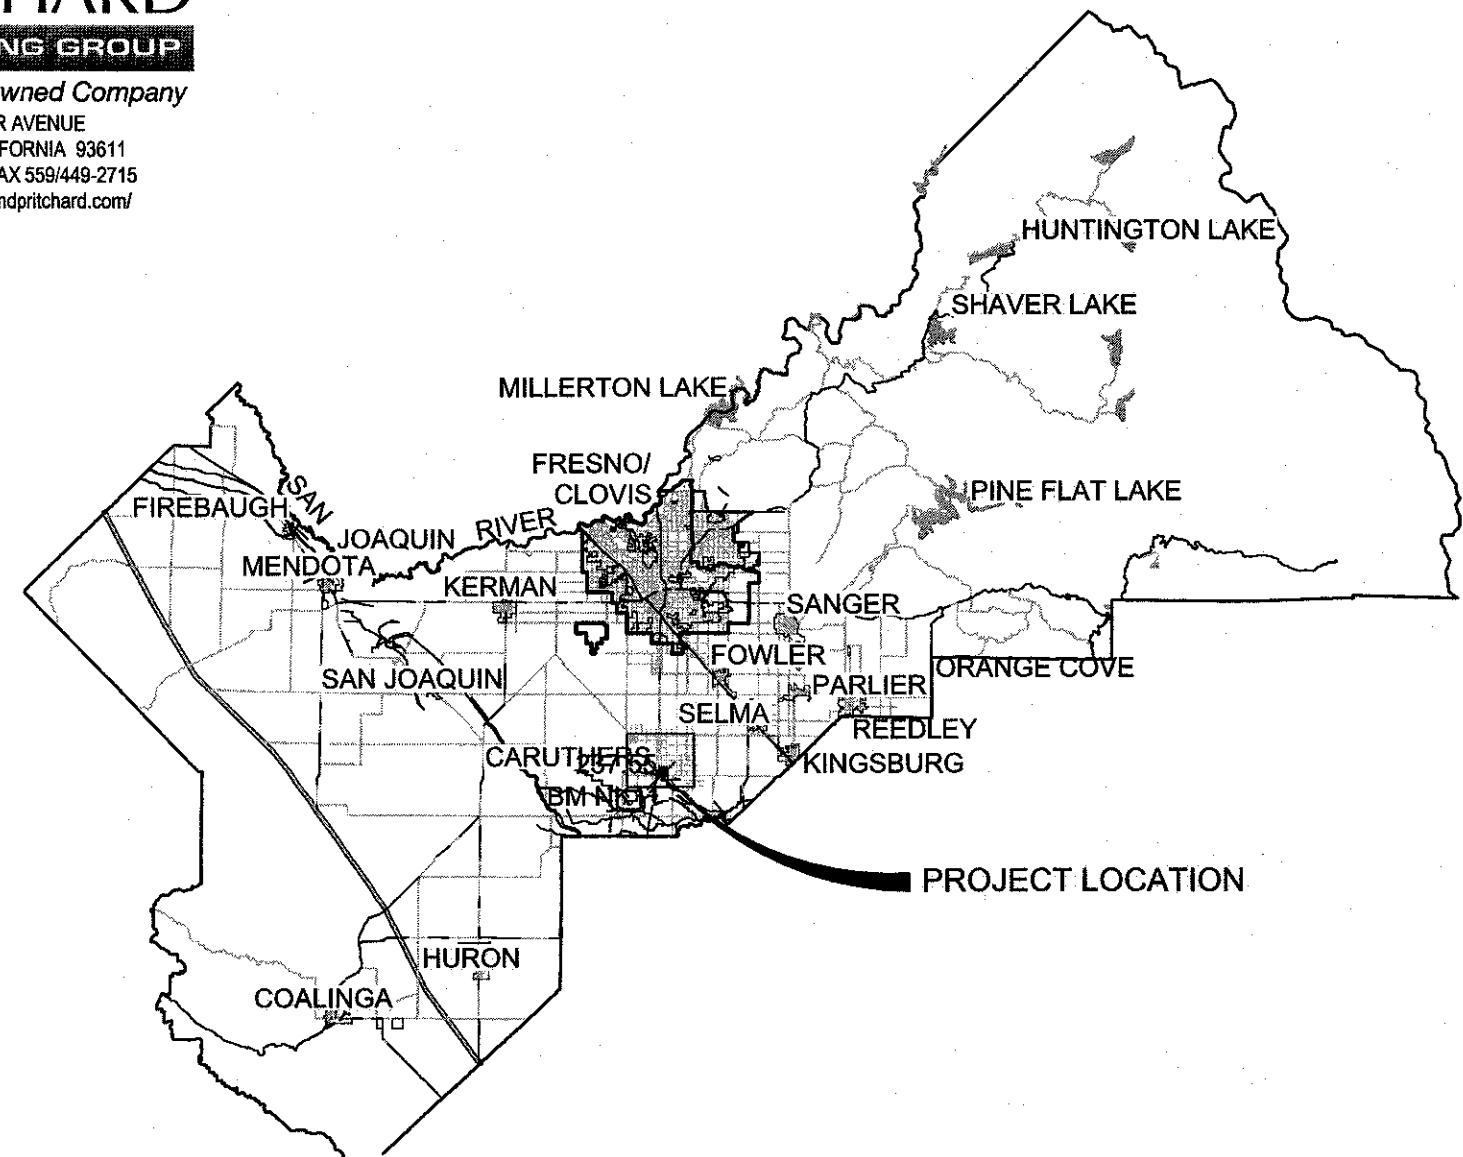 HARD
NG GROUP
wned Company
R AVENUE
FORNIA 93611
AX 559/449-2715
ndpritchard.com/
HUNTINGTON LAKE
SHAVER LAKE
MILLERTON LAKE
FRESNO/
CLOVIS
PINE FLAT LAKE
FIREBAUGH
SAN
JOAQUIN
RIVER
MENDOTA
KERMAN
SANGER
FOWLER
ORANGE COVE
SAN JOAQUIN
PARLIER
SELMA
REEDLEY
CARUTHERS
KINGSBURG
BM
PROJECT LOCATION
HURON
COALINGA